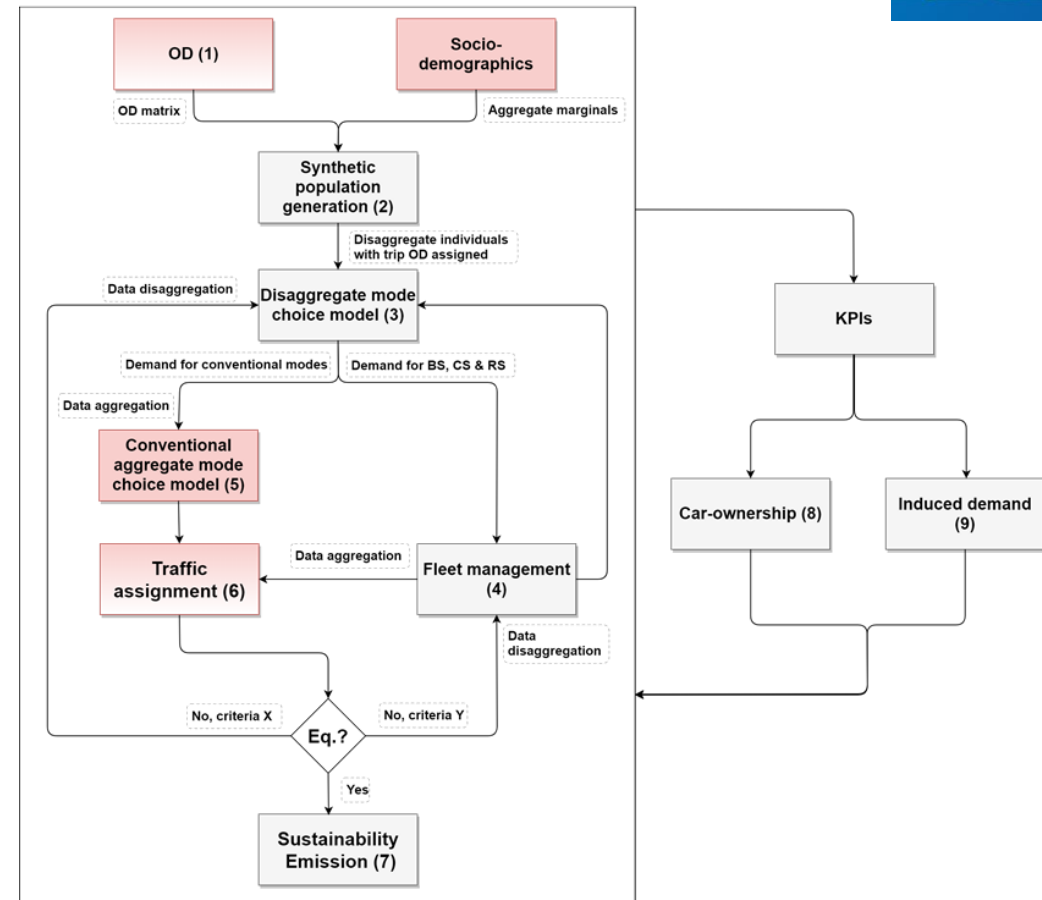 OD (1)
Socio-
demographics
OD matrix
Aggregate marginals
Synthetic
population
generation (2)
Disaggregate individuals
with trip OD assigned
Data disaggregation
Disaggregate mode
choice model (3)
KPIs
Demand for conventional modes
Demand for BS, CS & RS
Data aggregation
Conventional
aggregate mode
choice model (5)
Car-ownership (8)
Induced demand
(9)
Traffic
assignment (6)
Data aggregation
Fleet management
(4)
Data
disaggregation
No, criteria X
No, criteria Y
Eq.?
Yes
Sustainability
Emission (7)